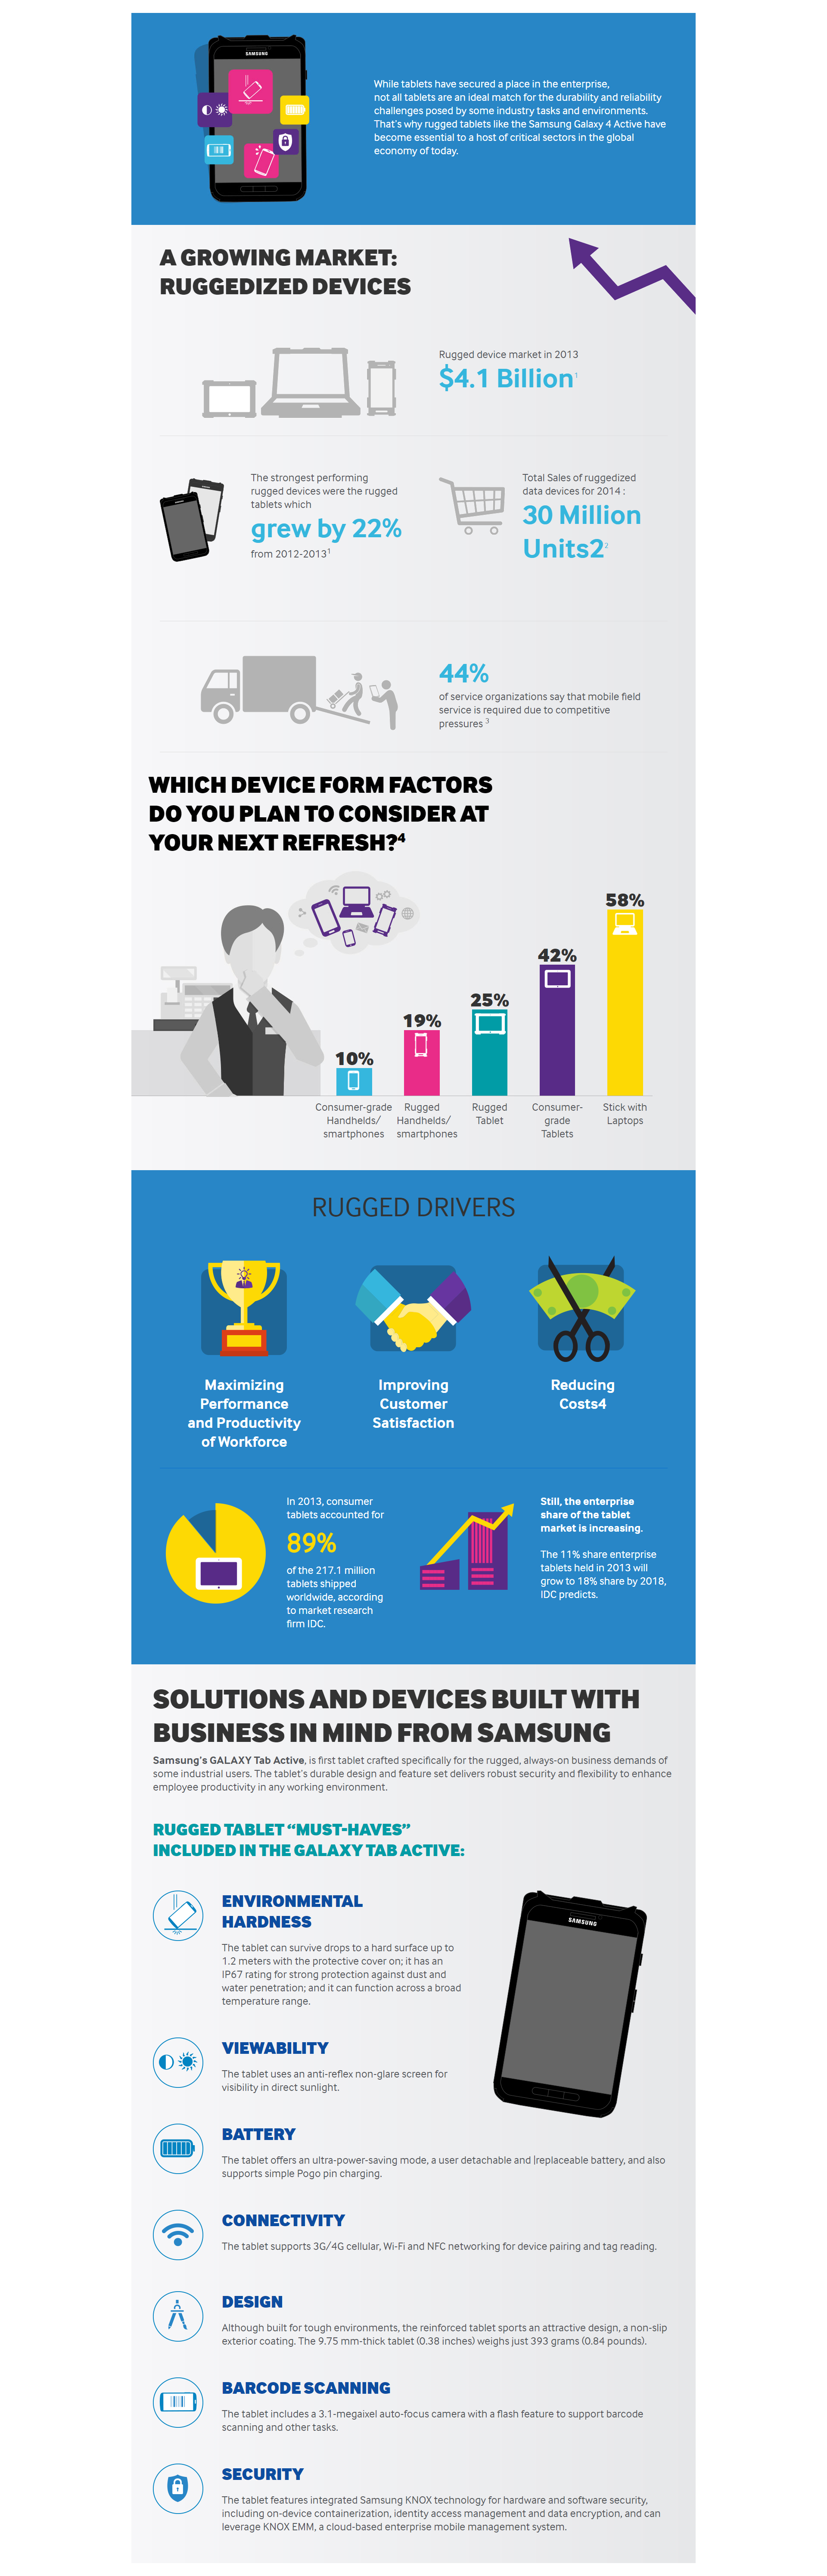 SAMSUNG
While tablets have secured a place in the enterprise,
not all tablets are an ideal match for the durability and reliability
challenges posed by some industry tasks and environments.
That's why rugged tablets like the Samsung Galaxy 4 Active have
become essential to a host of critical sectors in the global
economy of today.
A GROWING MARKET:
RUGGEDIZED DEVICES
Rugged device market in 2013
$4.1 Billion1
The strongest performing
rugged devices were the rugged
tablets which
grew by 22%
from 2012-20131
Total Sales of ruggedized
data devices for 2014 :
30 Million
Units2 2
44%
of service organizations say that mobile field
service is required due to competitive
pressures 3
WHICH DEVICE FORM FACTORS
DO YOU PLAN TO CONSIDER AT
YOUR NEXT REFRESH?4
10%
19%
25%
42%
58%
Consumer-grade
Handhelds/
smartphones
Rugged
Handhelds/
smartphones
Rugged
Tablet
Consumer-
grade
Tablets
Stick with
Laptops
RUGGED DRIVERS
Maximizing
Performance
and Productivity
of Workforce
Improving
Customer
Satisfaction
Reducing
Costs4
In 2013, consumer
tablets accounted for
89%
of the 217.1 million
tablets shipped
worldwide, according
to market research
firm IDC.
Still, the enterprise
share of the tablet
market is increasing.
The 11% share enterprise
tablets held in 2013 will
grow to 18% share by 2018,
IDC predicts.
SOLUTIONS AND DEVICES BUILT WITH
BUSINESS IN MIND FROM SAMSUNG
Samsung's GALAXY Tab Active, is first tablet crafted specifically for the rugged, always-on business demands of
some industrial users. The tablet's durable design and feature set delivers robust security and flexibility to enhance
employee productivity in any working environment.
RUGGED TABLET "MUST-HAVES"
INCLUDED IN THE GALAXY TAB ACTIVE:
ENVIRONMENTAL
HARDNESS
The tablet can survive drops to a hard surface up to
1.2 meters with the protective cover on; it has an
IP67 rating for strong protection against dust and
water penetration; and it can function across a broad
temperature range.
SAMSUNG
VIEWABILITY
The tablet uses an anti-reflex non-glare screen for
visibility in direct sunlight.
BATTERY
The tablet offers an ultra-power-saving mode, a user detachable and |replaceable battery, and also
supports simple Pogo pin charging.
CONNECTIVITY
The tablet supports 3G/4G cellular, Wi-Fi and NFC networking for device pairing and tag reading.
DESIGN
Although built for tough environments, the reinforced tablet sports an attractive design, a non-slip
exterior coating. The 9.75 mm-thick tablet (0.38 inches) weighs just 393 grams (0.84 pounds).
BARCODE SCANNING
The tablet includes a 3.1-megaixel auto-focus camera with a flash feature to support barcode
scanning and other tasks.
SECURITY
The tablet features integrated Samsung KNOX technology for hardware and software security,
including on-device containerization, identity access management and data encryption, and can
leverage KNOX EMM, a cloud-based enterprise mobile management system.